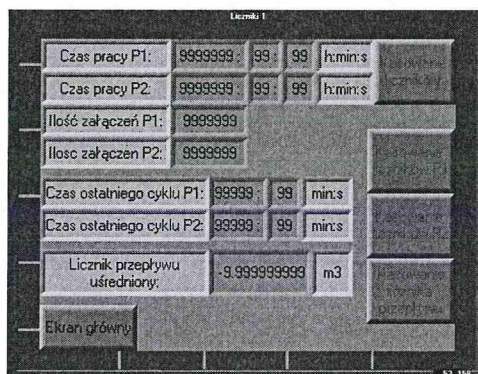 Liczniki 1
Czas pracy P1: 9999999 : 99 : 99 h:min:s
Czas pracy P2: 9999999 : 99 : 99 h:min:s
Ilość załączeń P1: 9999999
Ilosc załączen P2: 9999999
Czas ostatniego cyklu P1: 99999 : 99 min:s
Czas ostatniego cyklu P2: 99999 : 99 min:s
Licznik przepływu
uśredniony: -9.999999999 m3
Ekran główny